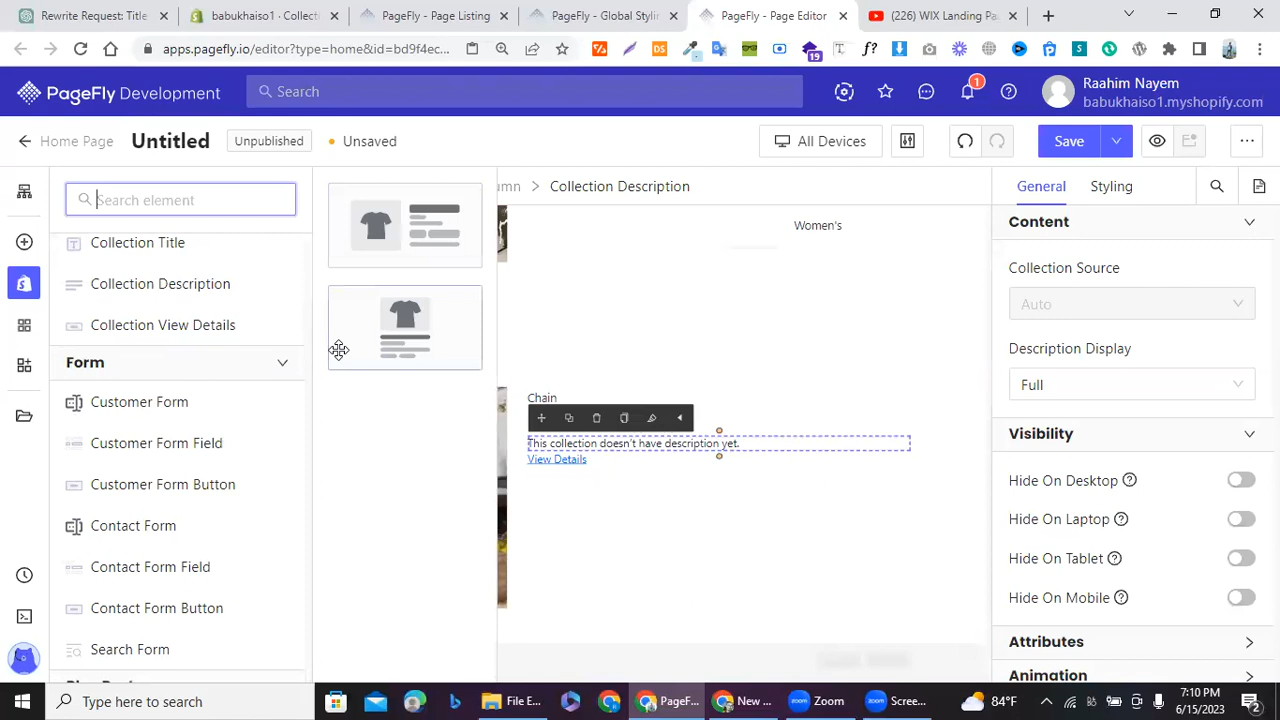 Rewrite Request: Title
babukhaiso1 · Collecti
PageFly - Page Listing
PageFly - Global Stylin
PageFly - Page Editor
(226) WIX Landing Pa
apps.pagefly.io/editor?type=home&id=bd9f4ec...
19
PageFly Development
Search
1
Raahim Nayem
babukhaiso1.myshopify.com
Home Page
Untitled
Unpublished
Unsaved
All Devices
Save
Search element
Collection Title
Collection Description
Collection View Details
Form
Customer Form
Customer Form Field
Customer Form Button
Contact Form
Contact Form Field
Contact Form Button
Search Form
umn > Collection Description
Women's
Chain
This collection doesn't have description yet.
View Details
General
Styling
Content
Collection Source
Auto
Description Display
Full
Visibility
Hide On Desktop
Hide On Laptop
Hide On Tablet
Hide On Mobile
Attributes
Animation
Type here to search
File E...
PageF...
New ...
Zoom
Scree...
84°F
7:10 PM
6/15/2023